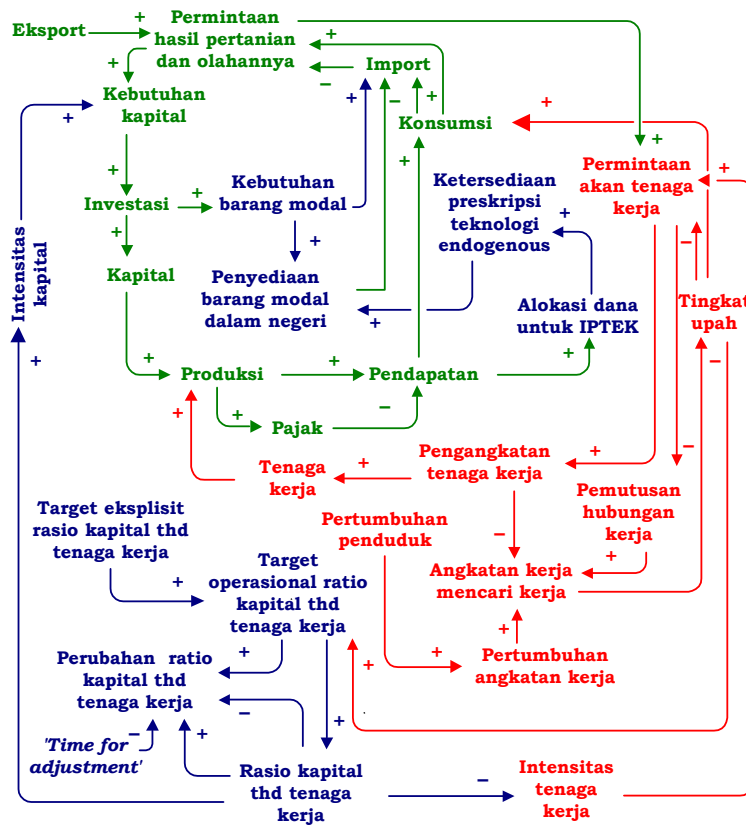 Eksport
+
Permintaan
hasil pertanian
dan olahannya
+
+
+
Import
−
+
Kebutuhan
kapital
+
+
−
+
Konsumsi
+
+
+
Permintaan
akan tenaga
kerja
+
Investasi
+
Kebutuhan
barang modal
+
Ketersediaan
preskripsi
teknologi
endogenous
+
+
−
+
Kapital
+
Penyediaan
barang modal
dalam negeri
+
Alokasi dana
untuk IPTEK
Tingkat
upah
Intensitas
kapital
+
+
Produksi
+
Pendapatan
+
+
−
+
+
Pajak
−
Tenaga
kerja
+
Pengangkatan
tenaga kerja
+
−
Pemutusan
hubungan
kerja
Target eksplisit
rasio kapital thd
tenaga kerja
Pertumbuhan
penduduk
−
+
+
Target
operasional ratio
kapital thd
tenaga kerja
Angkatan kerja
mencari kerja
+
Perubahan ratio
kapital thd
tenaga kerja
+
+
+
Pertumbuhan
angkatan kerja
−
−
+
+
'Time for
adjustment'
Rasio kapital
thd tenaga
kerja
−
Intensitas
tenaga
kerja